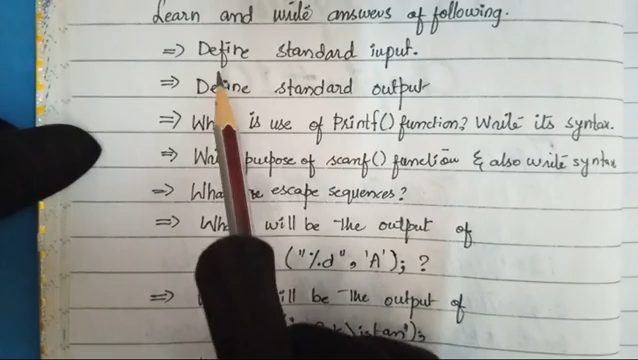 Learn and write answers of following.
=> Define standard input.
=> Define standard output
=> is use of printf() function? Write its syntax.
=> purpose of scanf() function & also write syntax
=> escape sequences?
=> will be the output of
("%d", 'A'); ?
=> will be the output of